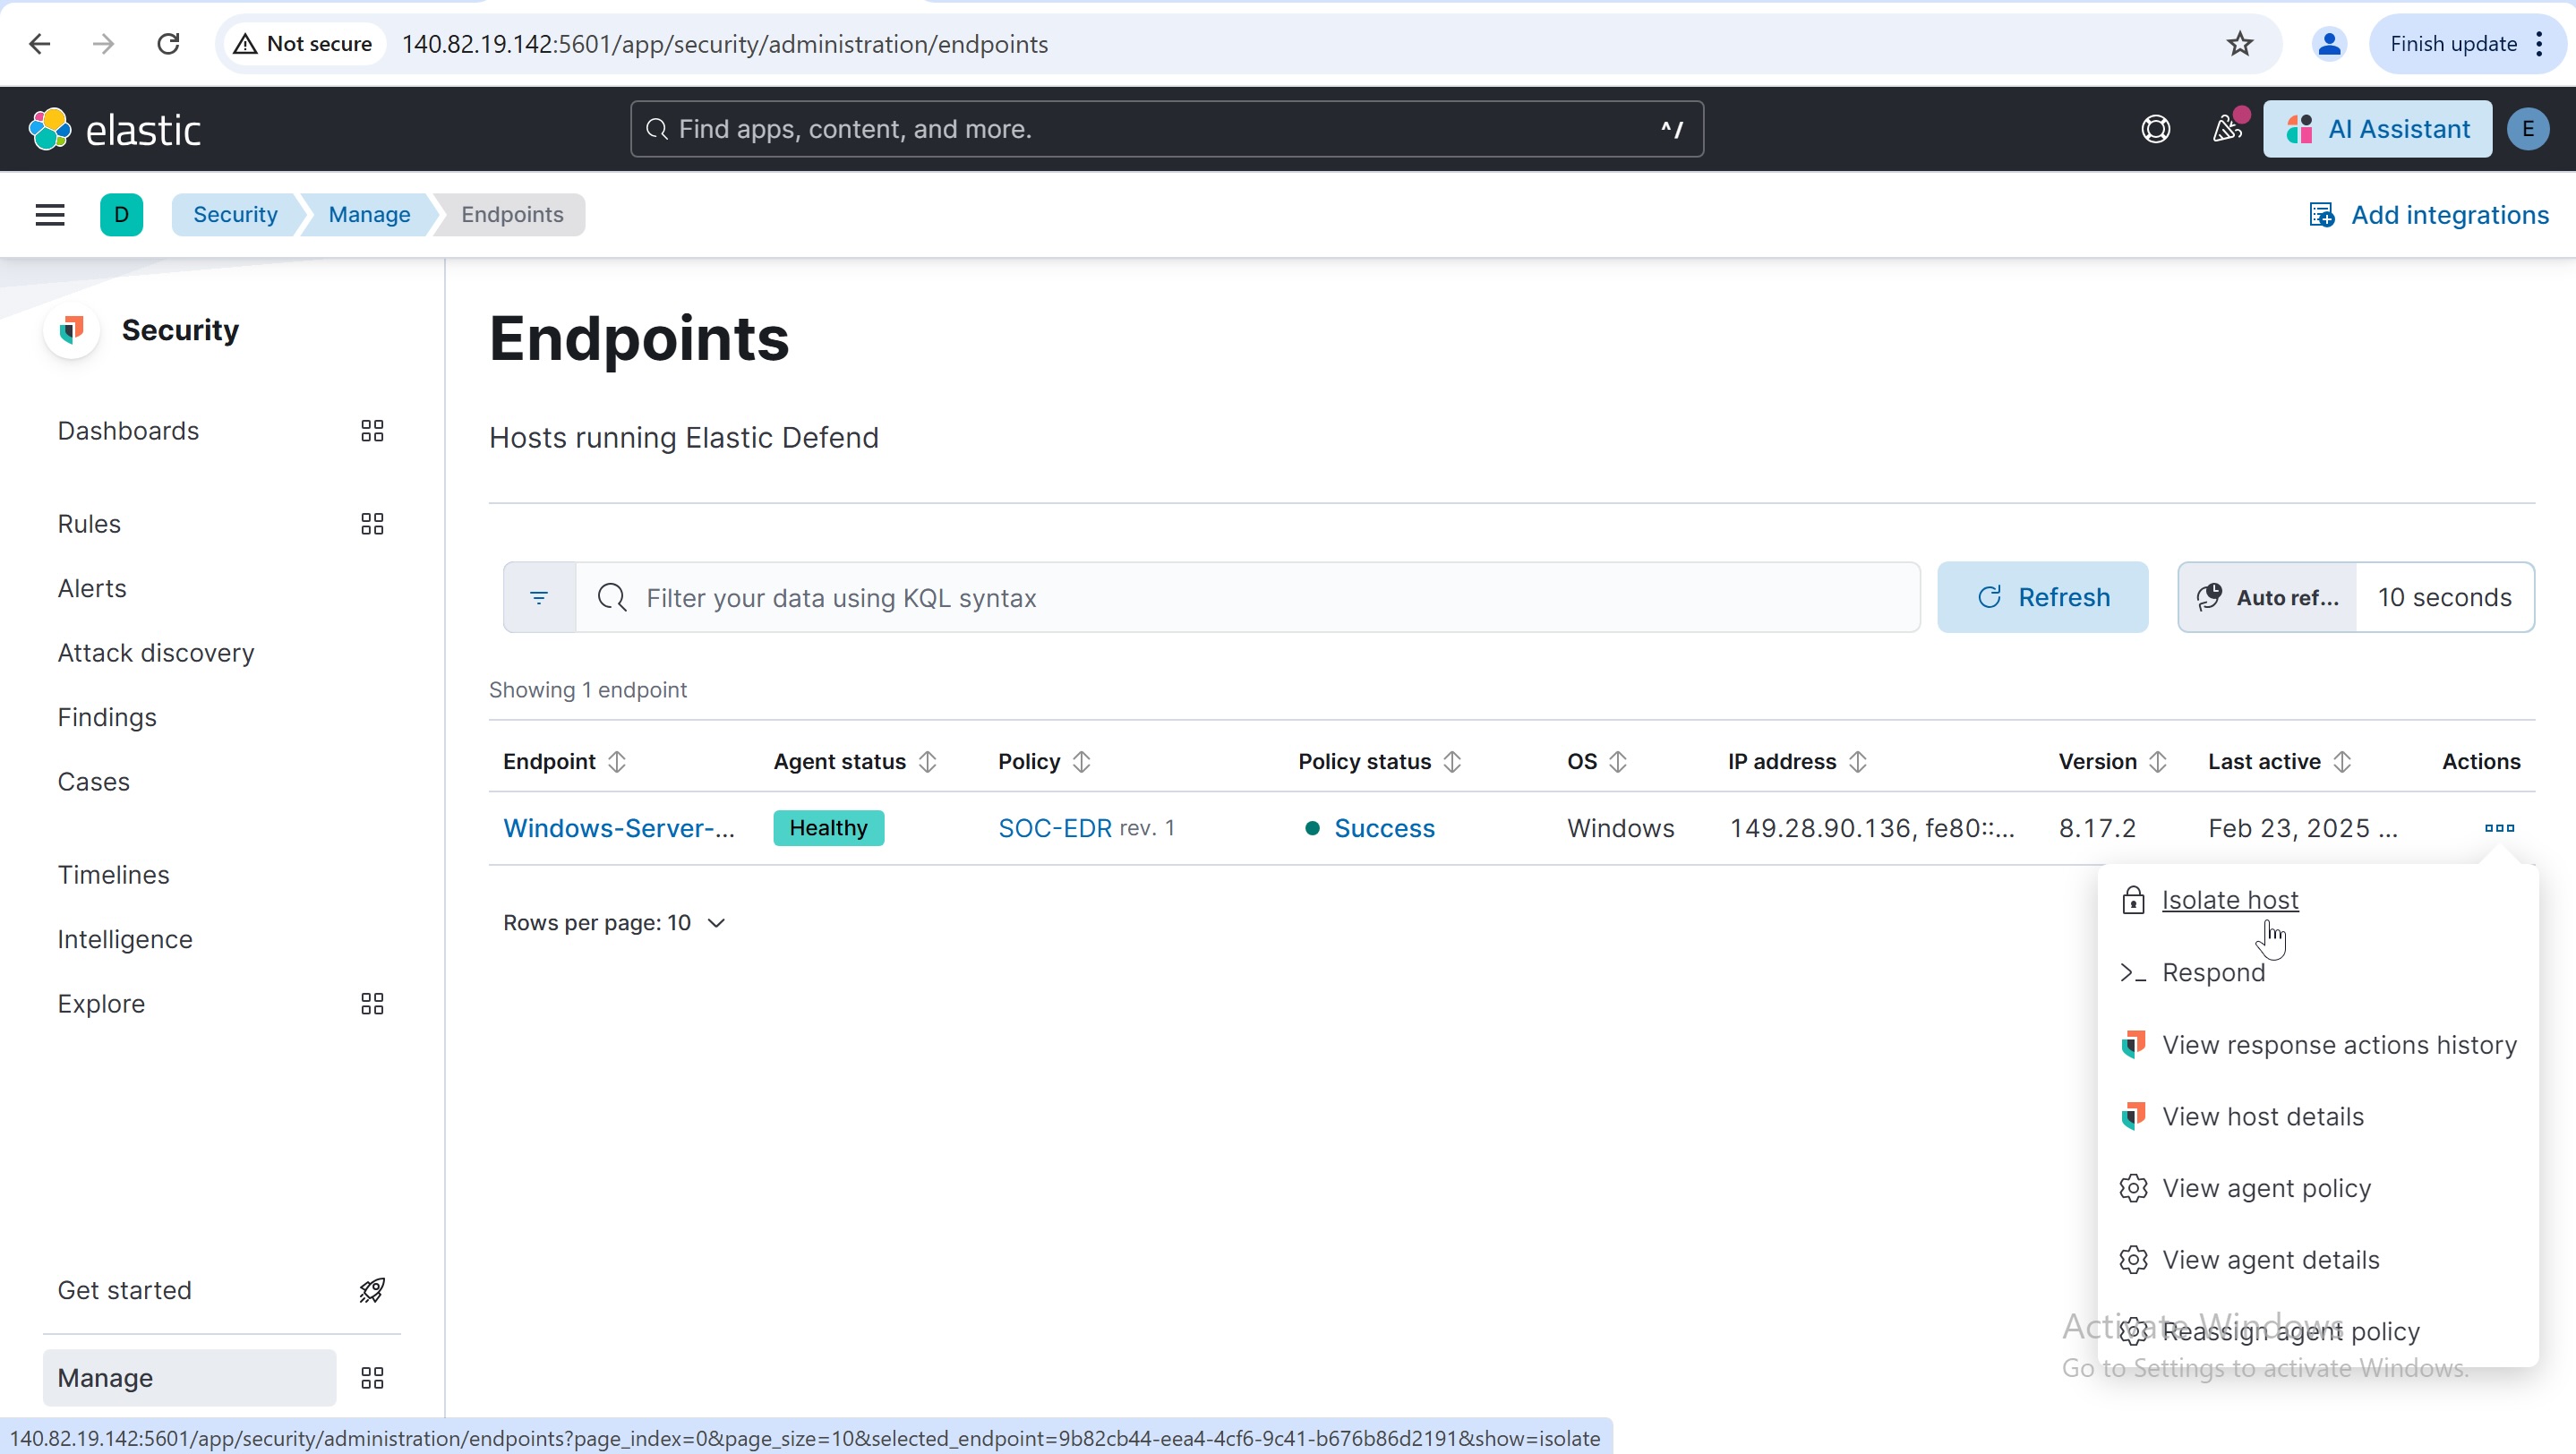 Not secure 140.82.19.142:5601/app/security/administration/endpoints Finish update
elastic Find apps, content, and more. ^/ AI Assistant E
D Security Manage Endpoints Add integrations
Security
Dashboards
Rules
Alerts
Attack discovery
Findings
Cases
Timelines
Intelligence
Explore
Get started
Manage
Endpoints
Hosts running Elastic Defend
Filter your data using KQL syntax Refresh Auto ref... 10 seconds
Showing 1 endpoint
Endpoint Agent status Policy Policy status OS IP address Version Last active Actions
Windows-Server-... Healthy SOC-EDR rev. 1 Success Windows 149.28.90.136, fe80::... 8.17.2 Feb 23, 2025 ...
Rows per page: 10
Isolate host
>_ Respond
View response actions history
View host details
View agent policy
View agent details
Reassign agent policy
Activate Windows
Go to Settings to activate Windows.
140.82.19.142:5601/app/security/administration/endpoints?page_index=0&page_size=10&selected_endpoint=9b82cb44-eea4-4cf6-9c41-b676b86d2191&show=isolate